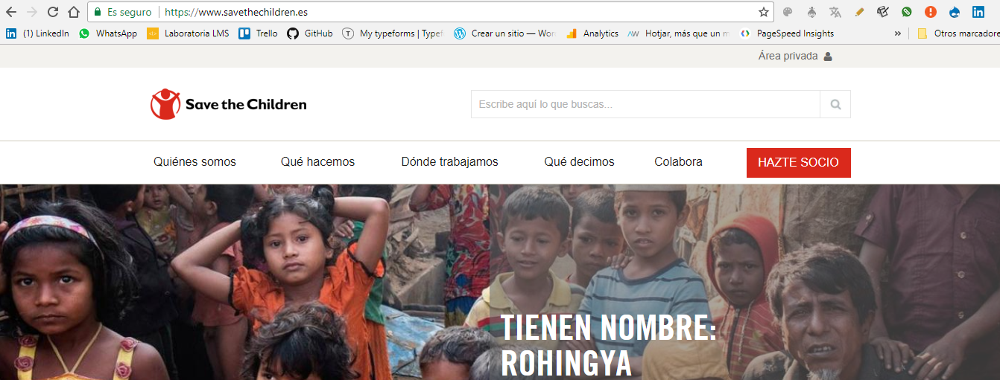 Es seguro | https://www.savethechildren.es
(1) LinkedIn WhatsApp Laboratoria LMS Trello GitHub My typeforms | Typef Crear un sitio — Wor Analytics Hotjar, más que un m PageSpeed Insights » Otros marcadore
Área privada
Save the Children
Escribe aquí lo que buscas...
Quiénes somos Qué hacemos Dónde trabajamos Qué decimos Colabora HAZTE SOCIO
TIENEN NOMBRE:
ROHINGYA